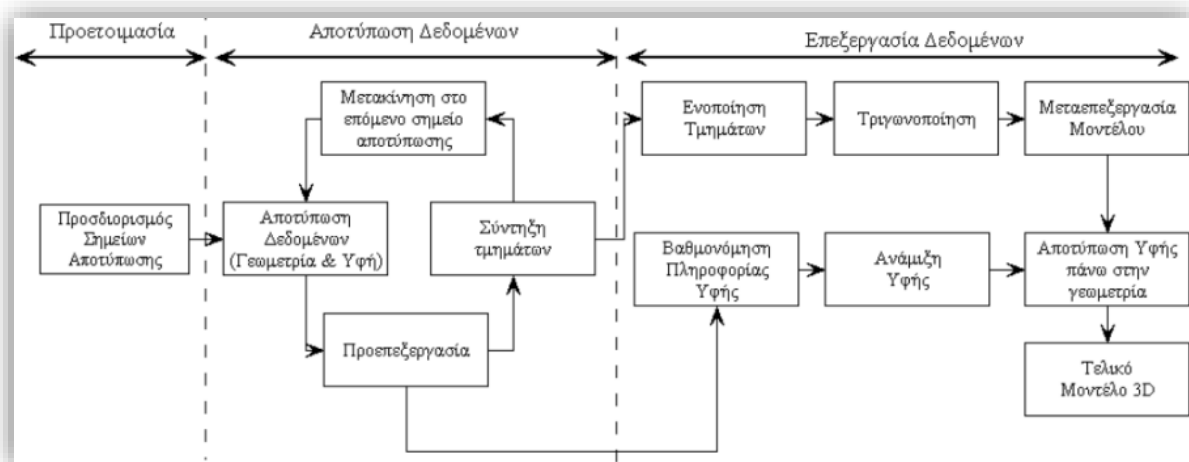 Προετοιμασία
Αποτύπωση Δεδομένων
Επεξεργασία Δεδομένων
Μετακίνηση στο
επόμενο σημείο
αποτύπωσης
Ενοποίηση
Τμημάτων
Τριγωνοποίηση
Μεταεπεξεργασία
Μοντέλου
Προσδιορισμός
Σημείων
Αποτύπωσης
Αποτύπωση
Δεδομένων
(Γεωμετρία & Υφή)
Σύντηξη
τμημάτων
Βαθμονόμηση
Πληροφορίας
Υφής
Ανάμιξη
Υφής
Αποτύπωση Υφής
πάνω στην
γεωμετρία
Προεπεξεργασία
Τελικό
Μοντέλο 3D